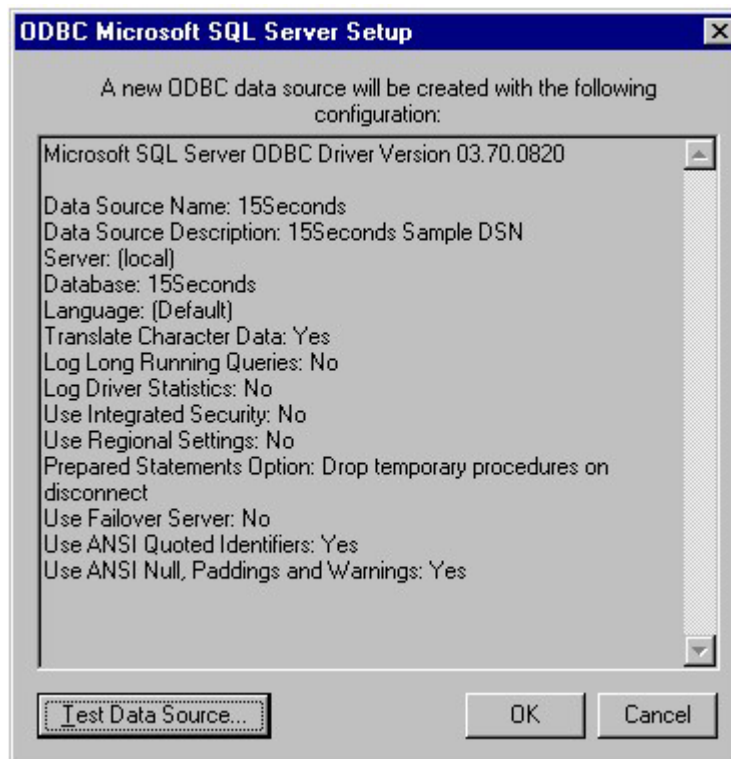 ODBC Microsoft SQL Server Setup
A new ODBC data source will be created with the following
configuration:
Microsoft SQL Server ODBC Driver Version 03.70.0820
Data Source Name: 15Seconds
Data Source Description: 15Seconds Sample DSN
Server: (local)
Database: 15Seconds
Language: (Default)
Translate Character Data: Yes
Log Long Running Queries: No
Log Driver Statistics: No
Use Integrated Security: No
Use Regional Settings: No
Prepared Statements Option: Drop temporary procedures on
disconnect
Use Failover Server: No
Use ANSI Quoted Identifiers: Yes
Use ANSI Null, Paddings and Warnings: Yes
Test Data Source...
OK
Cancel